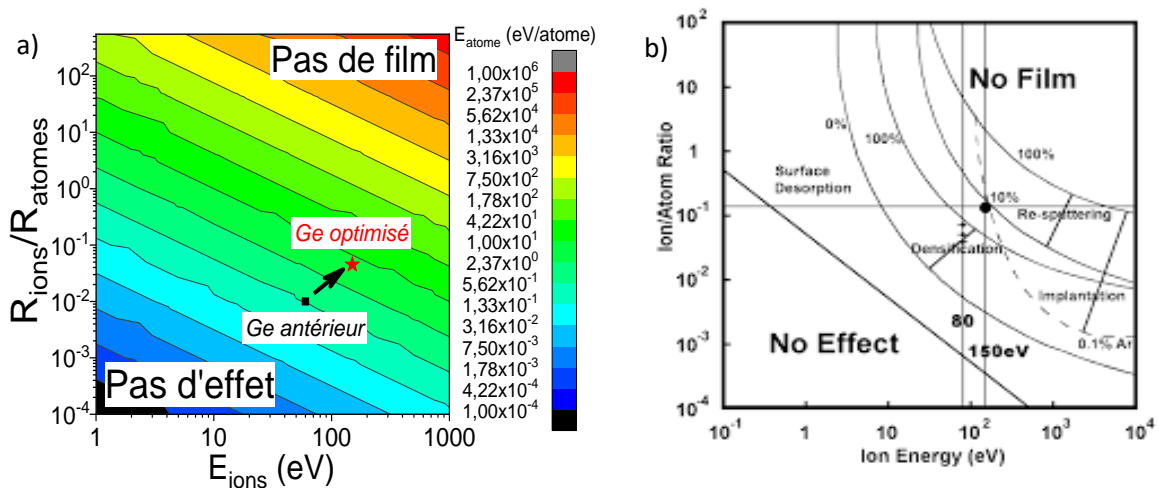 a)
Pas de film
E_atome (eV/atome)
1,00x10^6
2,37x10^5
5,62x10^4
1,33x10^4
3,16x10^3
7,50x10^2
1,78x10^2
4,22x10^1
1,00x10^1
2,37x10^0
5,62x10^-1
1,33x10^-1
3,16x10^-2
7,50x10^-3
1,78x10^-3
4,22x10^-4
1,00x10^-4
R_ions/R_atomes
10^2
10^1
10^0
10^-1
10^-2
10^-3
10^-4
Ge optimisé
Ge antérieur
Pas d'effet
1
10
100
1000
E_ions (eV)
b)
Ion/Atom Ratio
10^2
10
1
10^-1
10^-2
10^-3
10^-4
No Film
0%
100%
100%
Surface
Desorption
10%
Re-sputtering
Densification
Implantation
80
150eV
0.1% Ar
No Effect
10^-1
1
10
10^2
10^3
10^4
Ion Energy (eV)